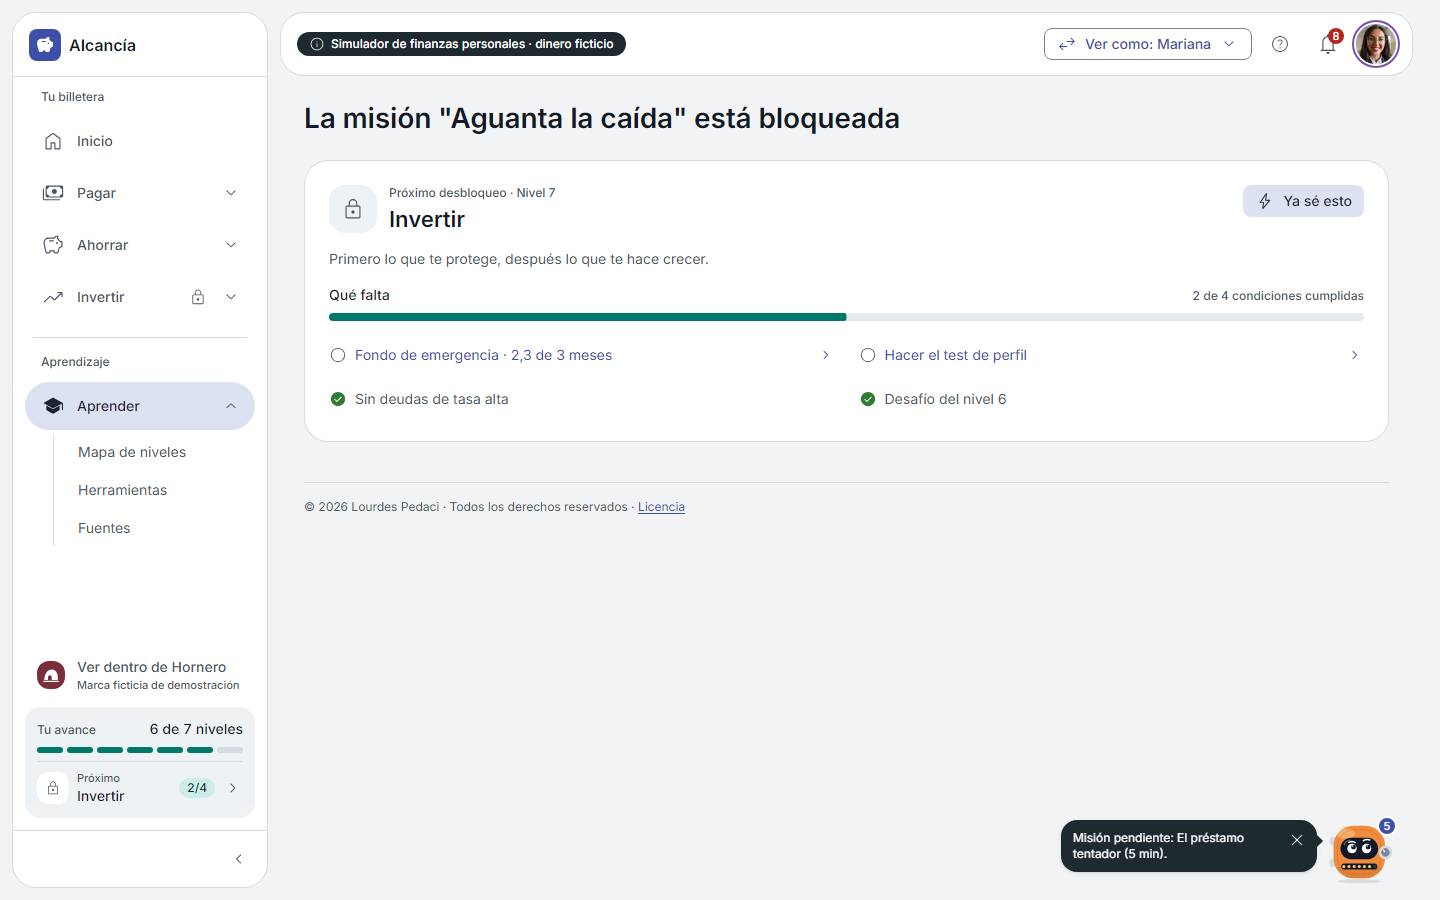 Alcancía
Tu billetera
Inicio
Pagar
Ahorrar
Invertir
Aprendizaje
Aprender
Mapa de niveles
Herramientas
Fuentes
Ver dentro de Hornero
Marca ficticia de demostración
Tu avance 6 de 7 niveles
Próximo
Invertir
2/4
Simulador de finanzas personales · dinero ficticio
Ver como: Mariana
8
La misión "Aguanta la caída" está bloqueada
Próximo desbloqueo · Nivel 7
Invertir
Ya sé esto
Primero lo que te protege, después lo que te hace crecer.
Qué falta
2 de 4 condiciones cumplidas
Fondo de emergencia · 2,3 de 3 meses
Hacer el test de perfil
Sin deudas de tasa alta
Desafío del nivel 6
© 2026 Lourdes Pedaci · Todos los derechos reservados · Licencia
Misión pendiente: El préstamo
tentador (5 min).
5